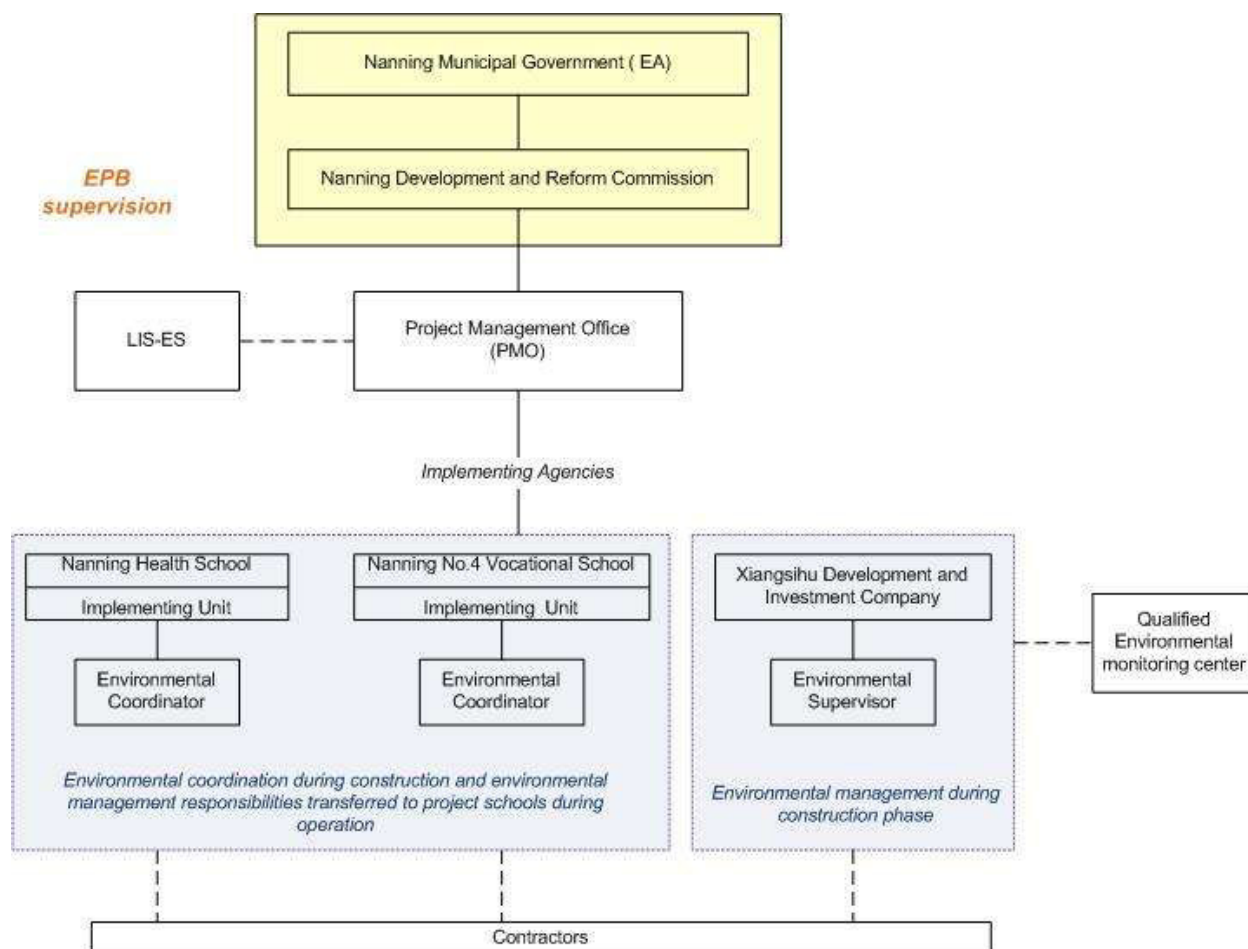 Nanning Municipal Government ( EA)
Nanning Development and Reform Commission
EPB
supervision
LIS-ES
Project Management Office
(PMO)
Implementing Agencies
Nanning Health School
Implementing Unit
Environmental
Coordinator
Nanning No.4 Vocational School
Implementing Unit
Environmental
Coordinator
Environmental coordination during construction and environmental
management responsibilities transferred to project schools during
operation
Xiangsihu Development and
Investment Company
Environmental
Supervisor
Environmental management during
construction phase
Qualified
Environmental
monitoring center
Contractors